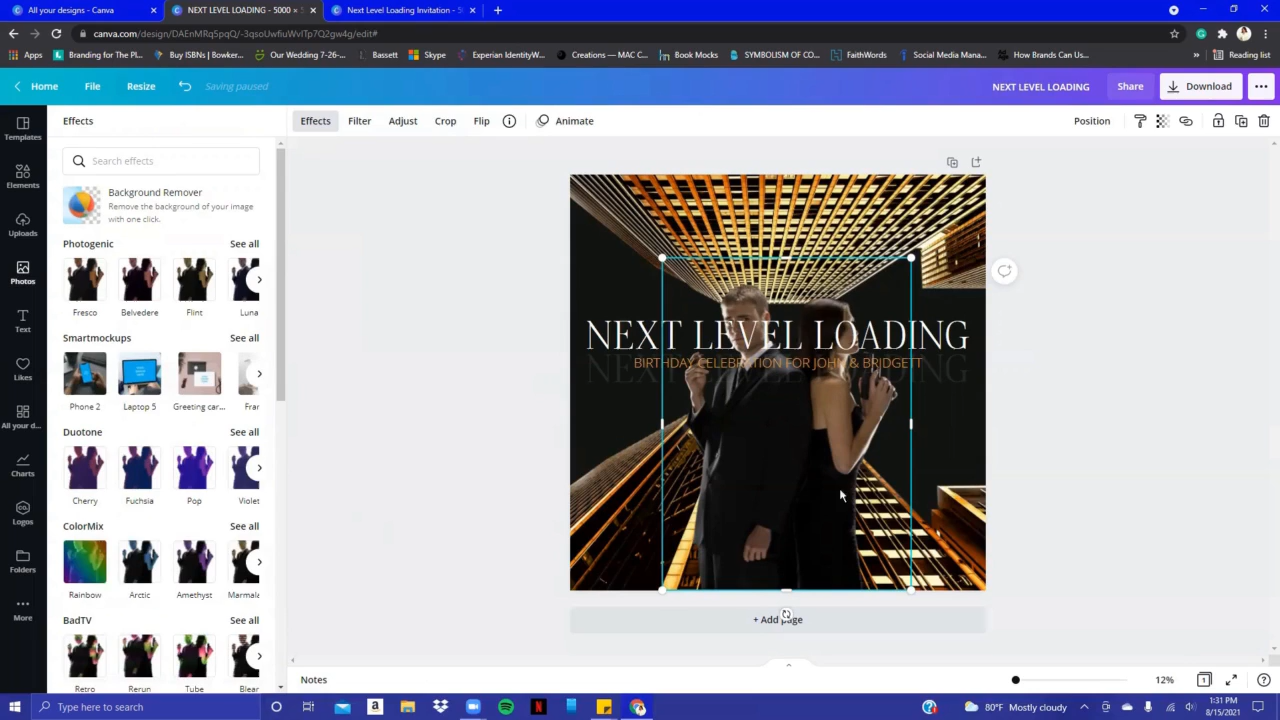 All your designs - Canva
NEXT LEVEL LOADING - 5000 × 5
Next Level Loading Invitation - 5
canva.com/design/DAEnMRq5pqQ/-3qsoUwfiuWvITp7Q2gw4g/edit#
Apps
Branding for The Pl...
Buy ISBNs | Bowker...
Our Wedding 7-26-...
Bassett
Skype
Experian IdentityW...
Creations — MAC C...
Book Mocks
SYMBOLISM OF CO...
FaithWords
Social Media Mana...
How Brands Can Us...
Reading list
Home
File
Resize
Saving paused
NEXT LEVEL LOADING
Share
Download
Templates
Elements
Uploads
Photos
Text
Likes
All your d...
Charts
Logos
Folders
More
Effects
Search effects
Background Remover
Remove the background of your image
with one click.
Photogenic See all
Fresco Belvedere Flint Luna
Smartmockups See all
Phone 2 Laptop 5 Greeting car... Fran
Duotone See all
Cherry Fuchsia Pop Violet
ColorMix See all
Rainbow Arctic Amethyst Marmala
BadTV See all
Retro Rerun Tube Blear
Effects Filter Adjust Crop Flip Animate
Position
NEXT LEVEL LOADING
BIRTHDAY CELEBRATION FOR JOHN & BRIDGETT
NEXT LEVEL LOADING
+ Add page
Notes
12%
1
Type here to search
80°F Mostly cloudy
1:31 PM
8/15/2021